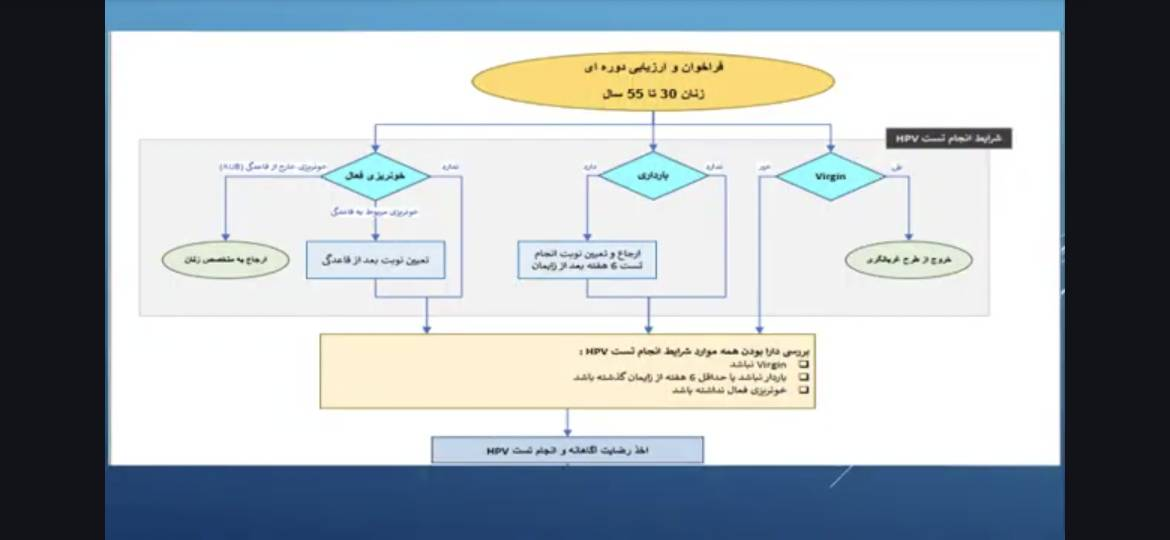 فراخوان و ارزیابی دوره ای
زنان 30 تا 55 سال
شرایط انجام تست HPV
Virgin
بلی
خیر
بارداری
ندارد
دارد
خونریزی فعال
ندارد
خونریزی خارج از قاعدگی (AUB)
خونریزی مربوط به قاعدگی
خروج از طرح غربالگری
ارجاع و تعیین نوبت انجام
تست 6 هفته بعد از زایمان
تعیین نوبت بعد از قاعدگی
ارجاع به متخصص زنان
بررسی دارا بودن همه موارد شرایط انجام تست HPV :
Virgin نباشد
باردار نباشد یا حداقل 6 هفته از زایمان گذشته باشد
خونریزی فعال نداشته باشد
اخذ رضایت آگاهانه و انجام تست HPV